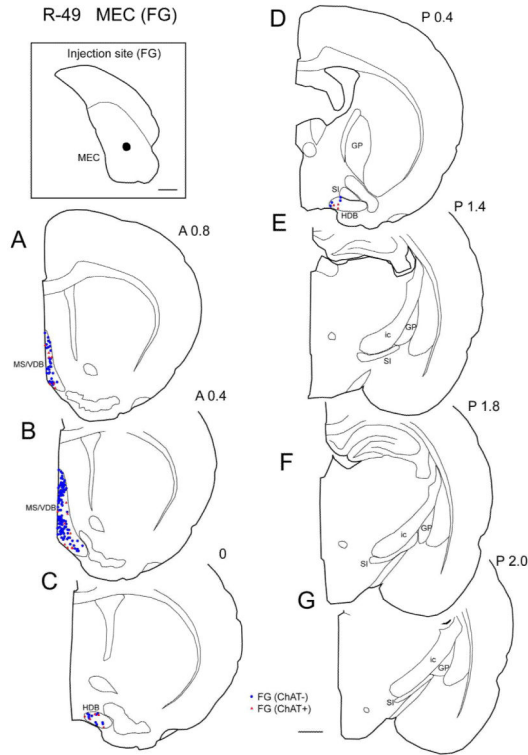 R-49 MEC (FG)
Injection site (FG)
MEC
A
A 0.8
MS/VDB
A 0.4
B
MS/VDB
0
C
HDB
FG (ChAT-)
FG (ChAT+)
D
P 0.4
GP
SI
HDB
E
P 1.4
ic
GP
SI
P 1.8
F
ic
GP
SI
P 2.0
G
ic
GP
SI